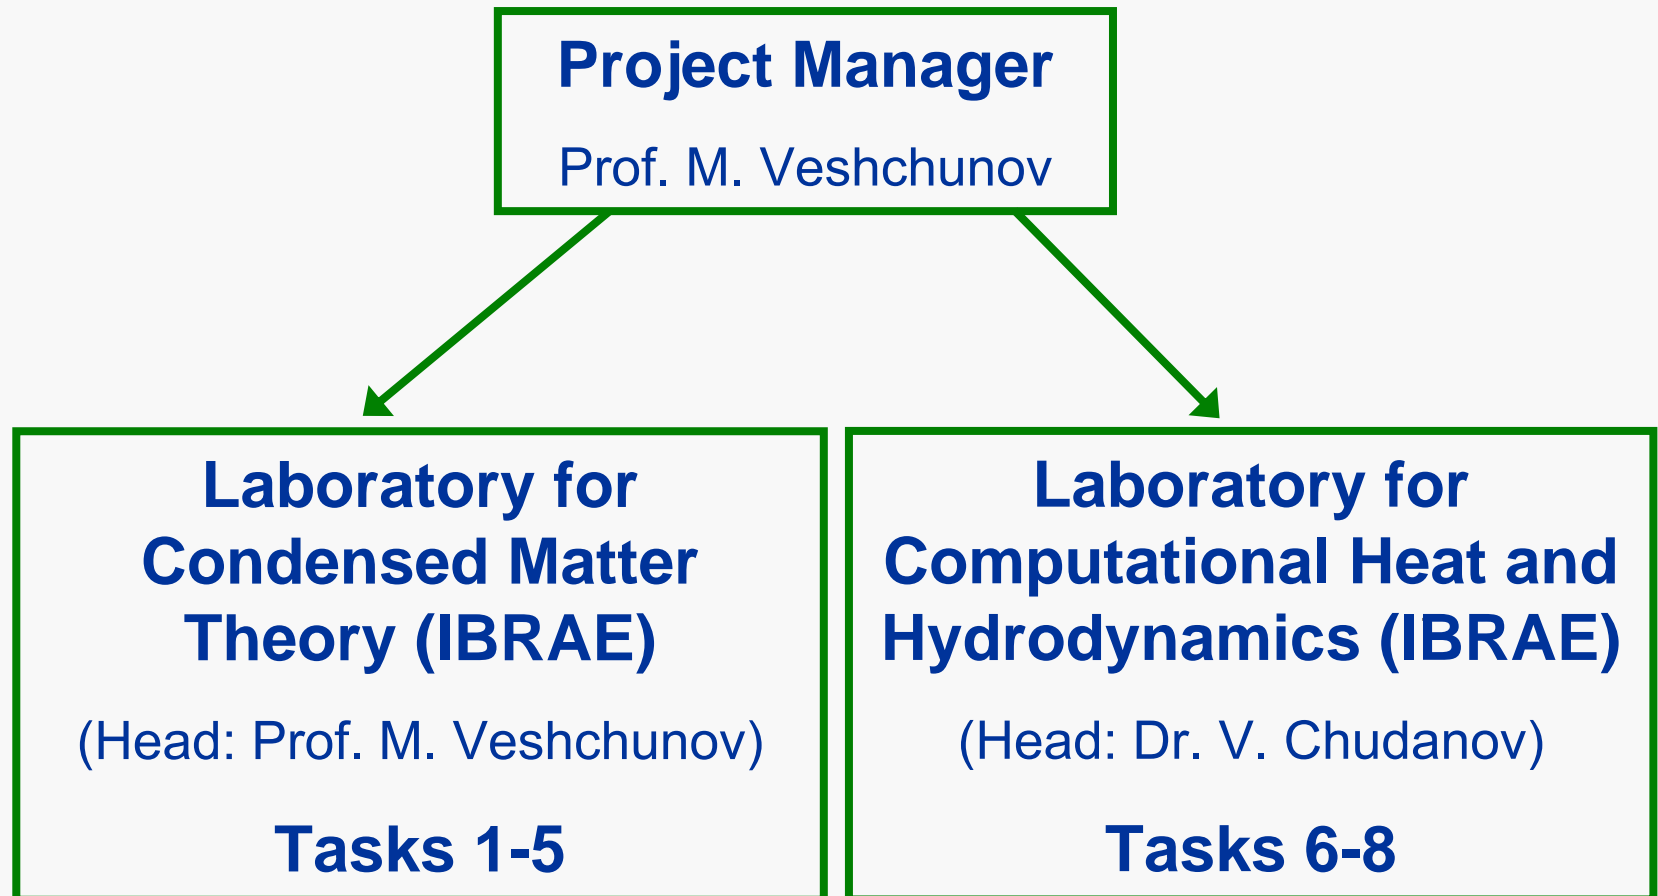 Project Manager
Prof. M. Veshchunov
Laboratory for
Condensed Matter
Theory (IBRAE)
(Head: Prof. M. Veshchunov)
Tasks 1-5
Laboratory for
Computational Heat and
Hydrodynamics (IBRAE)
(Head: Dr. V. Chudanov)
Tasks 6-8